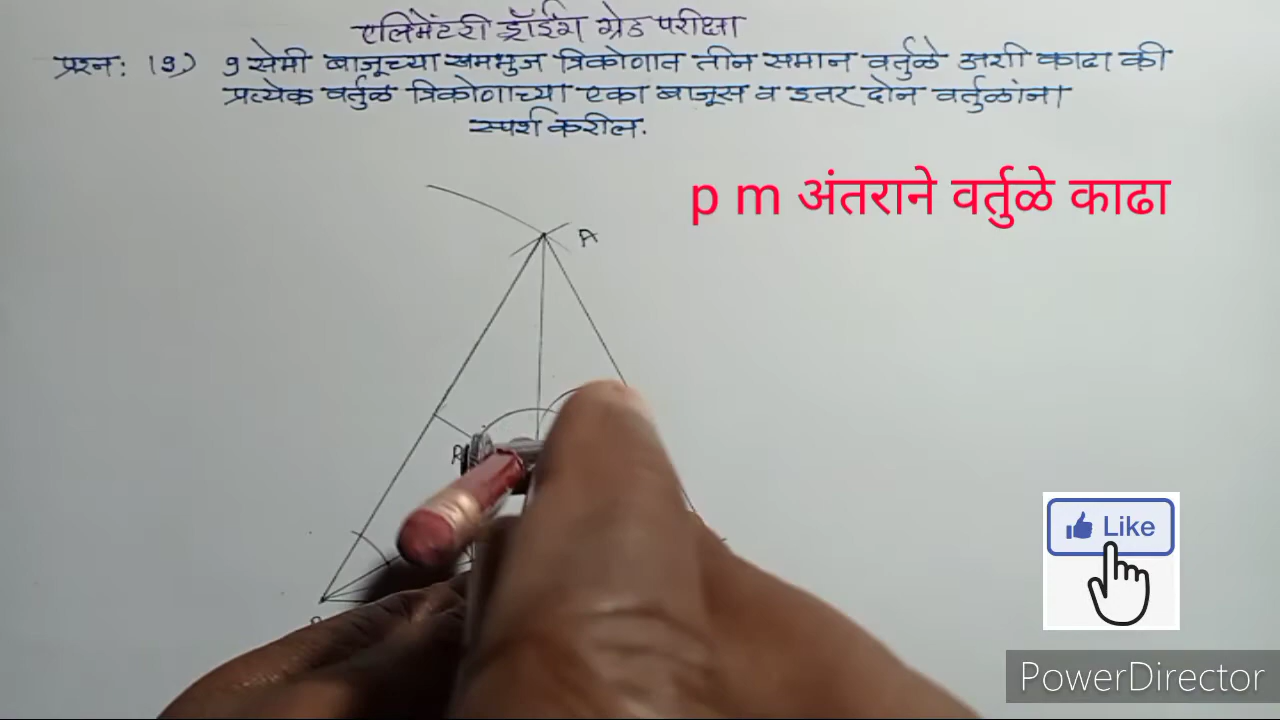 एलिमेंटरी ड्रॉईंग ग्रेड परीक्षा
प्रश्न: १३) ९ सेमी बाजूच्या समभुज त्रिकोणात तीन समान वर्तुळे अशी काढा की
प्रत्येक वर्तुळ त्रिकोणाच्या एका बाजूस व इतर दोन वर्तुळांना
स्पर्श करील.
p m अंतराने वर्तुळे काढा
A
Like
PowerDirector